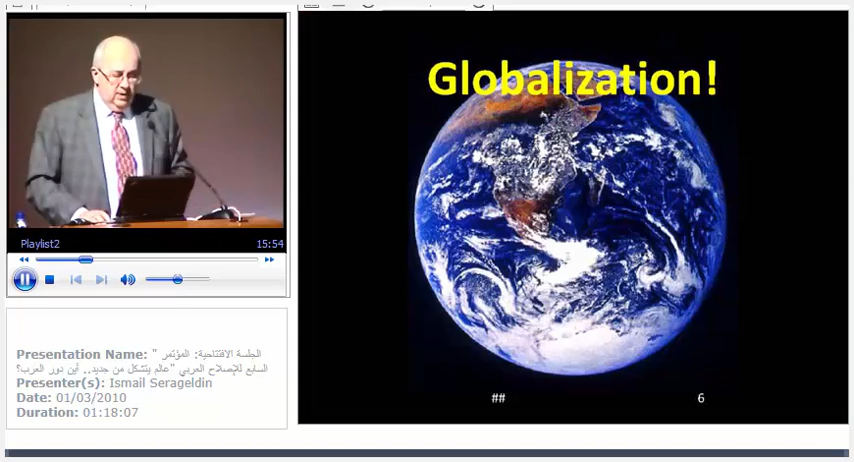 Globalization!
Playlist2
15:54
Presentation Name: الجلسة الافتتاحية: المؤتمر "
السابع للإصلاح العربي "عالم يتشكل من جديد.. أين دور العرب؟
Presenter(s): Ismail Serageldin
Date: 01/03/2010
Duration: 01:18:07
##
6